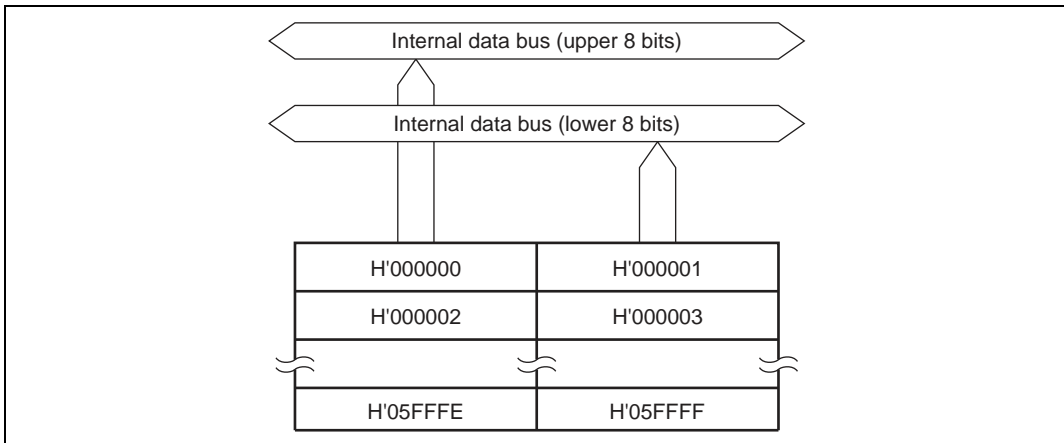 Internal data bus (upper 8 bits)
Internal data bus (lower 8 bits)
H'000000 H'000001
H'000002 H'000003
H'05FFFE H'05FFFF